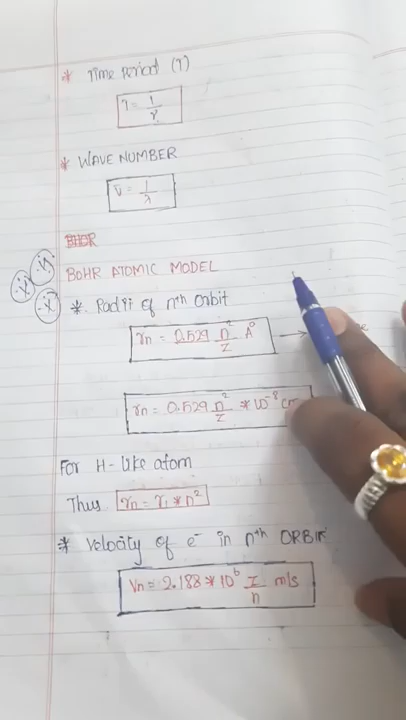 * Time Period (T)
T = 1/ν
* WAVE NUMBER
ν̄ = 1/λ
BHOR
BOHR ATOMIC MODEL
* Radii of nth orbit
rn = 0.529 n²/Z A°
rn = 0.529 n²/Z * 10⁻⁸ cm
For H-like atom
Thus rn = r₁ * n²
* Velocity of e⁻ in nth ORBIT
Vn = 2.188 * 10⁶ Z/n m/s